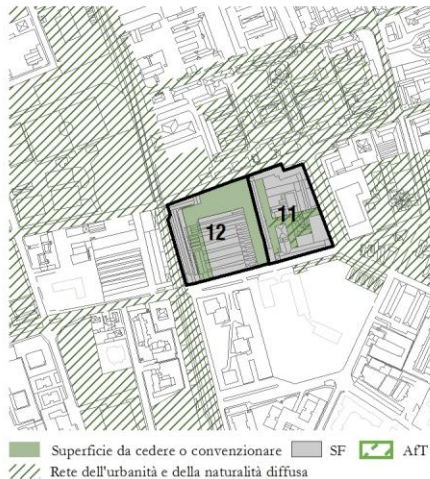 11
12
Superficie da cedere o convenzionare SF AfT
Rete dell'urbanità e della naturalità diffusa